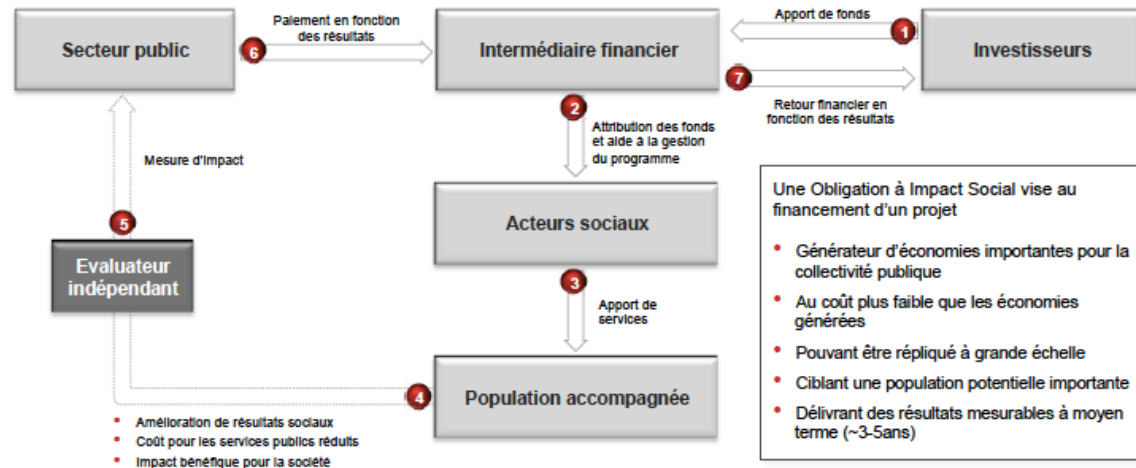 Secteur public
6
Paiement en fonction
des résultats
Intermédiaire financier
Apport de fonds
1
Investisseurs
7
Retour financier en
fonction des résultats
2
Attribution des fonds
et aide à la gestion
du programme
Mesure d'impact
5
Evaluateur
indépendant
Acteurs sociaux
3
Apport de
services
4
Population accompagnée
• Amélioration de résultats sociaux
• Coût pour les services publics réduits
• Impact bénéfique pour la société
Une Obligation à Impact Social vise au
financement d'un projet
• Générateur d'économies importantes pour la
collectivité publique
• Au coût plus faible que les économies
générées
• Pouvant être répliqué à grande échelle
• Ciblant une population potentielle importante
• Délivrant des résultats mesurables à moyen
terme (~3-5ans)